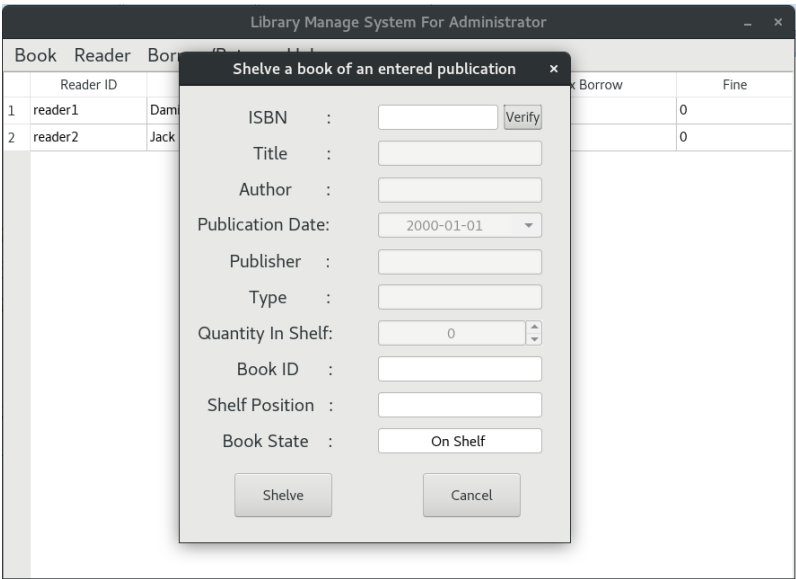 Library Manage System For Administrator
Book Reader
Shelve a book of an entered publication
Reader ID Borrow Fine
1 reader1 0
2 reader2 Jack 0
ISBN : Verify
Title :
Author :
Publication Date: 2000-01-01
Publisher :
Type :
Quantity In Shelf: 0
Book ID :
Shelf Position :
Book State : On Shelf
Shelve Cancel